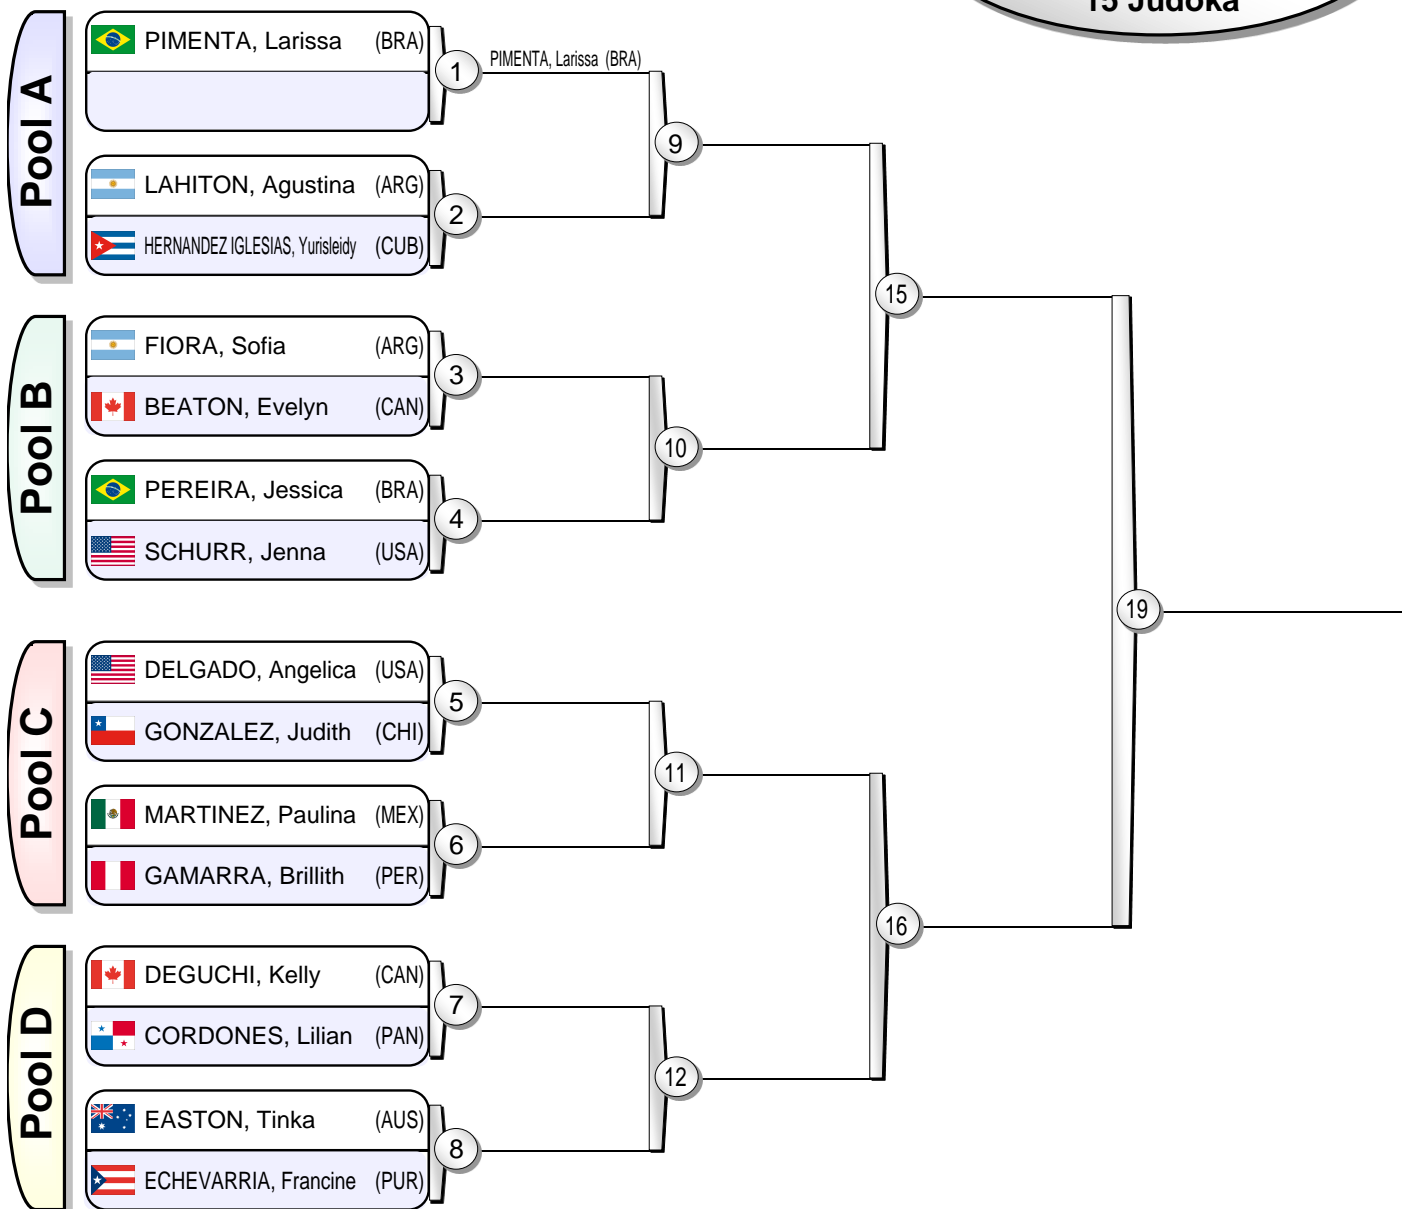 15 Judoka
Pool A
PIMENTA, Larissa (BRA)
1
PIMENTA, Larissa (BRA)
LAHITON, Agustina (ARG)
2
HERNANDEZ IGLESIAS, Yurisleidy (CUB)
9
Pool B
FIORA, Sofia (ARG)
3
BEATON, Evelyn (CAN)
PEREIRA, Jessica (BRA)
4
SCHURR, Jenna (USA)
10
15
Pool C
DELGADO, Angelica (USA)
5
GONZALEZ, Judith (CHI)
MARTINEZ, Paulina (MEX)
6
GAMARRA, Brillith (PER)
11
Pool D
DEGUCHI, Kelly (CAN)
7
CORDONES, Lilian (PAN)
EASTON, Tinka (AUS)
8
ECHEVARRIA, Francine (PUR)
12
16
19